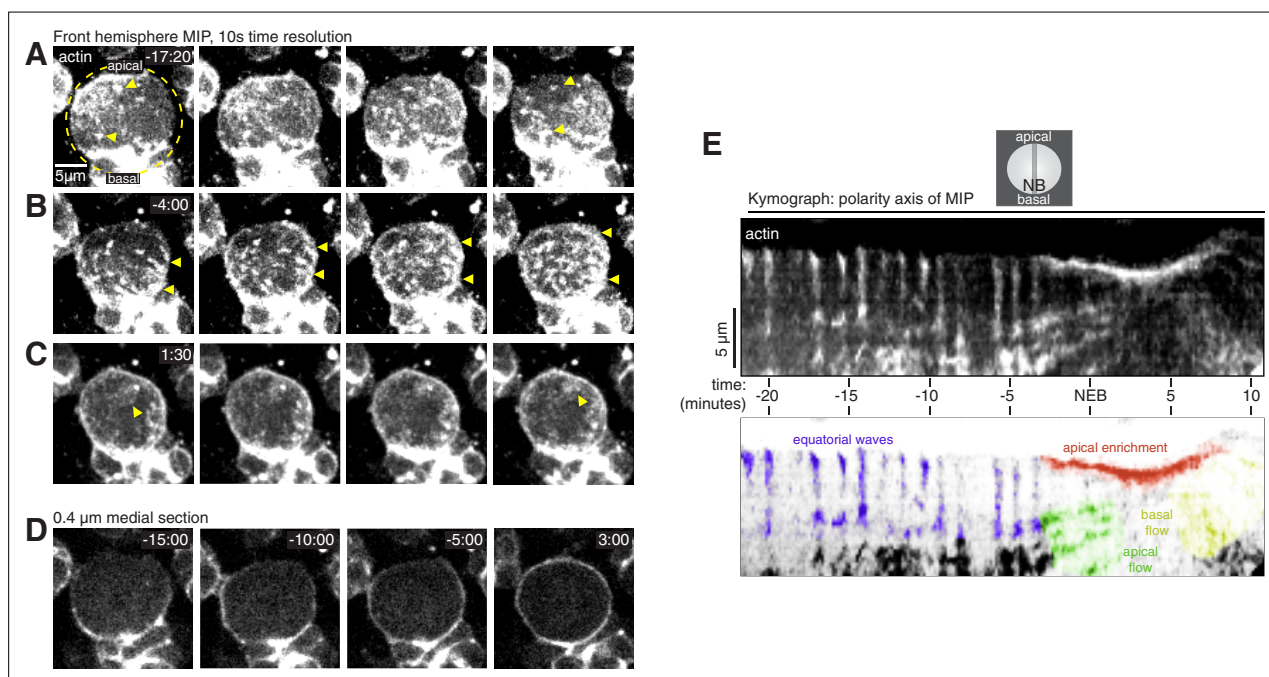 Front hemisphere MIP, 10s time resolution
A
actin
-17:20
apical
5µm
basal
B
-4:00
C
1:30
0.4 µm medial section
D
-15:00
-10:00
-5:00
3:00
E
apical
NB
basal
Kymograph: polarity axis of MIP
actin
5 µm
time:
(minutes)
-20
-15
-10
NEB
5
10
equatorial waves
apical enrichment
basal
flow
apical
flow